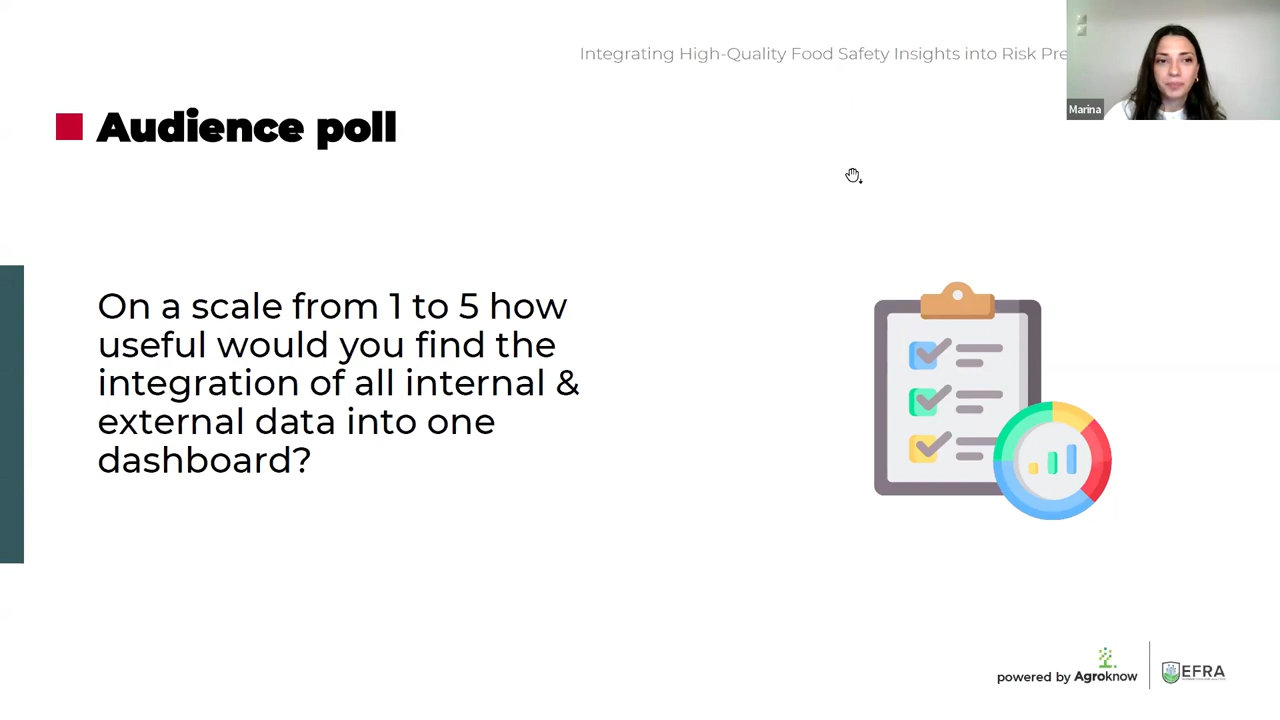 Integrating High-Quality Food Safety Insights into Risk Pre
Marina
Audience poll
On a scale from 1 to 5 how
useful would you find the
integration of all internal &
external data into one
dashboard?
powered by Agroknow
EFRA